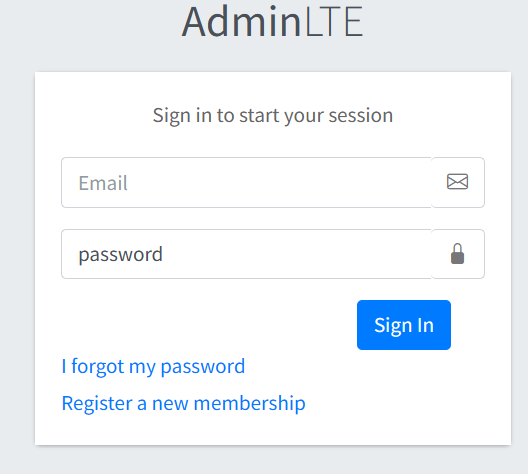 AdminLTE
Sign in to start your session
Email
password
Sign In
I forgot my password
Register a new membership